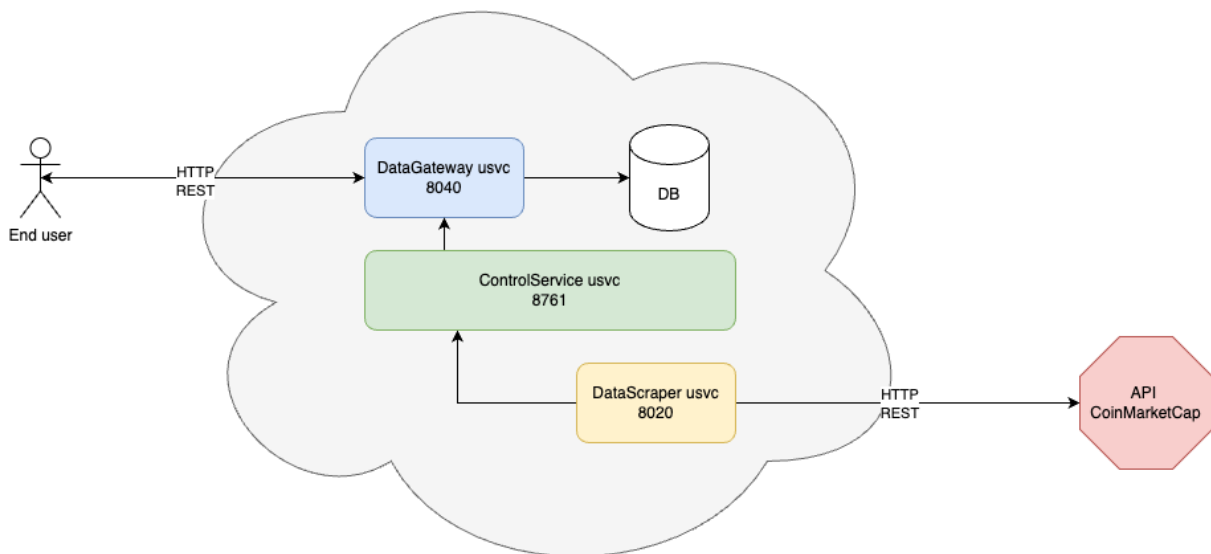 HTTP
REST
End user
DataGateway usvc
8040
DB
ControlService usvc
8761
DataScraper usvc
8020
HTTP
REST
API
CoinMarketCap